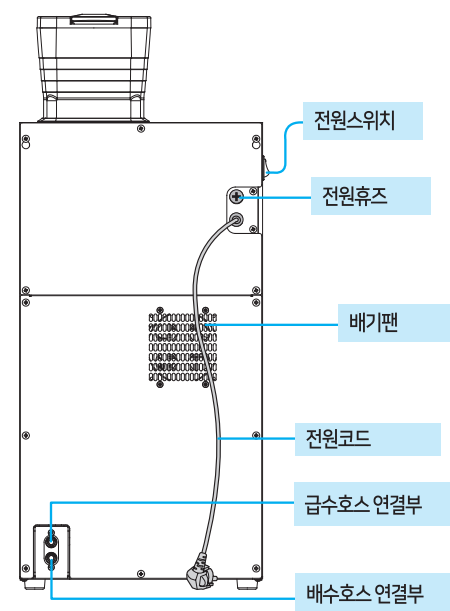 전원스위치
전원휴즈
배기팬
전원코드
급수호스 연결부
배수호스 연결부